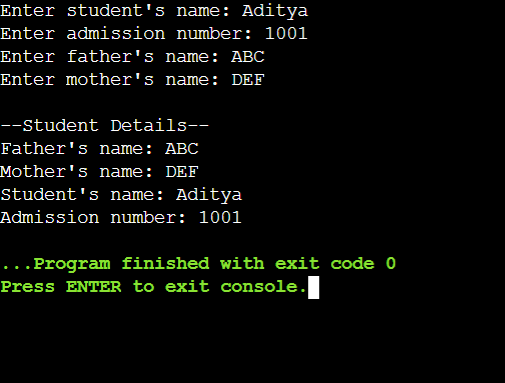 Enter student's name: Aditya
Enter admission number: 1001
Enter father's name: ABC
Enter mother's name: DEF
--Student Details--
Father's name: ABC
Mother's name: DEF
Student's name: Aditya
Admission number: 1001
...Program finished with exit code 0
Press ENTER to exit console.